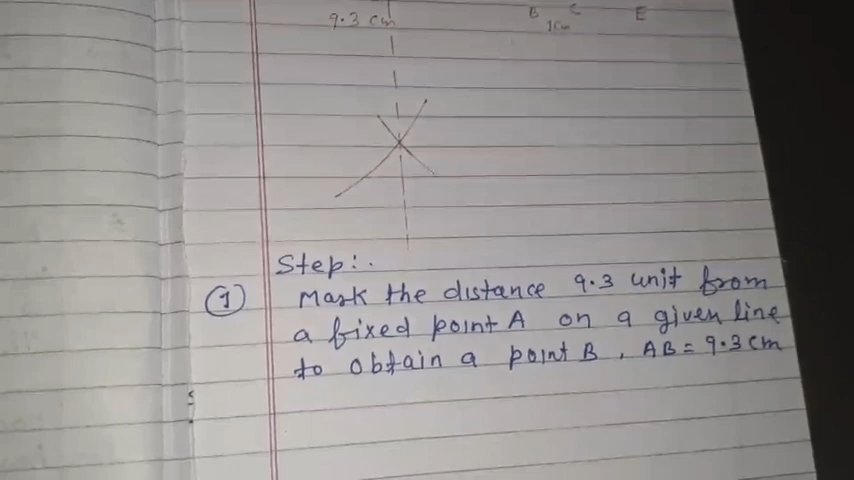 9.3 cm
B C E
1cm
Step:.
① Mark the distance 9.3 unit from
a fixed point A on a given line
to obtain a point B, AB = 9.3 cm